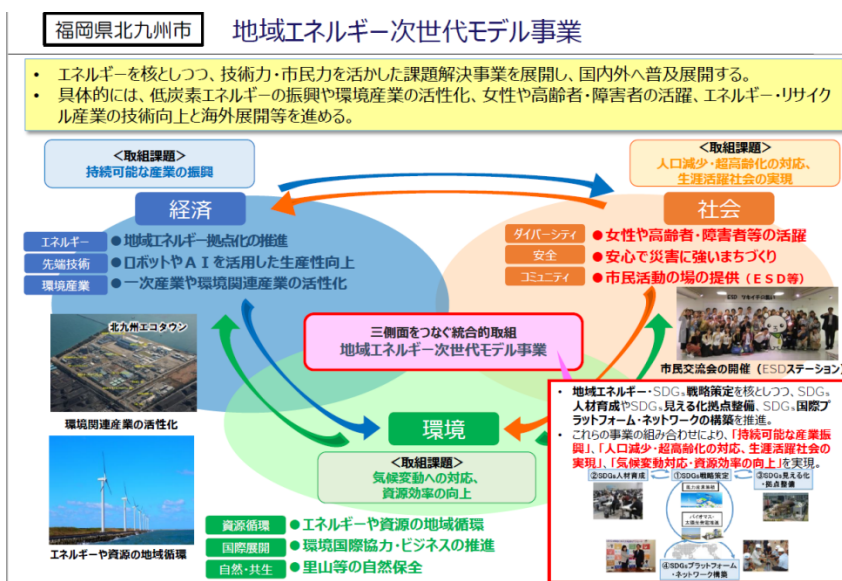 福岡県北九州市
地域エネルギー次世代モデル事業
• エネルギーを核としつつ、技術力・市民力を活かした課題解決事業を展開し、国内外へ普及展開する。
• 具体的には、低炭素エネルギーの振興や環境産業の活性化、女性や高齢者・障害者の活躍、エネルギー・リサイク
ル産業の技術向上と海外展開等を進める。
<取組課題>
持続可能な産業の振興
<取組課題>
人口減少・超高齢化の対応、
生涯活躍社会の実現
経済
エネルギー ●地域エネルギー拠点化の推進
先端技術 ●ロボットやAIを活用した生産性向上
環境産業 ●一次産業や環境関連産業の活性化
社会
ダイバーシティ ●女性や高齢者・障害者等の活躍
安全 ●安心で災害に強いまちづくり
コミュニティ ●市民活動の場の提供(ESD等)
三側面をつなぐ統合的取組
地域エネルギー次世代モデル事業
北九州エコタウン
環境関連産業の活性化
エネルギーや資源の地域循環
市民交流会の開催(ESDステーション)
環境
<取組課題>
気候変動への対応、
資源効率の向上
資源循環 ●エネルギーや資源の地域循環
国際展開 ●環境国際協力・ビジネスの推進
自然・共生 ●里山等の自然保全
• 地域エネルギー・SDGs戦略策定を核としつつ、SDGs
人材育成やSDGs見える化拠点整備、SDGs国際プ
ラットフォーム・ネットワークの構築を推進。
• これらの事業の組み合わせにより、「持続可能な産業振
興」、「人口減少・超高齢化の対応、生涯活躍社会の
実現」、「気候変動対応・資源効率の向上」を実現。
②SDGs人材育成
①SDGs戦略策定
③SDGs見える化
・拠点整備
④SDGsプラットフォーム
・ネットワーク構築